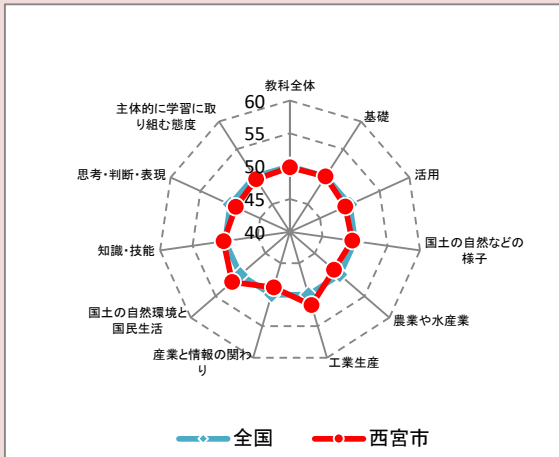 教科全体
基礎
活用
国土の自然などの
様子
農業や水産業
工業生産
産業と情報の関わ
り
国土の自然環境と
国民生活
知識・技能
思考・判断・表現
主体的に学習に取
り組む態度
60
55
50
45
40
全国
西宮市